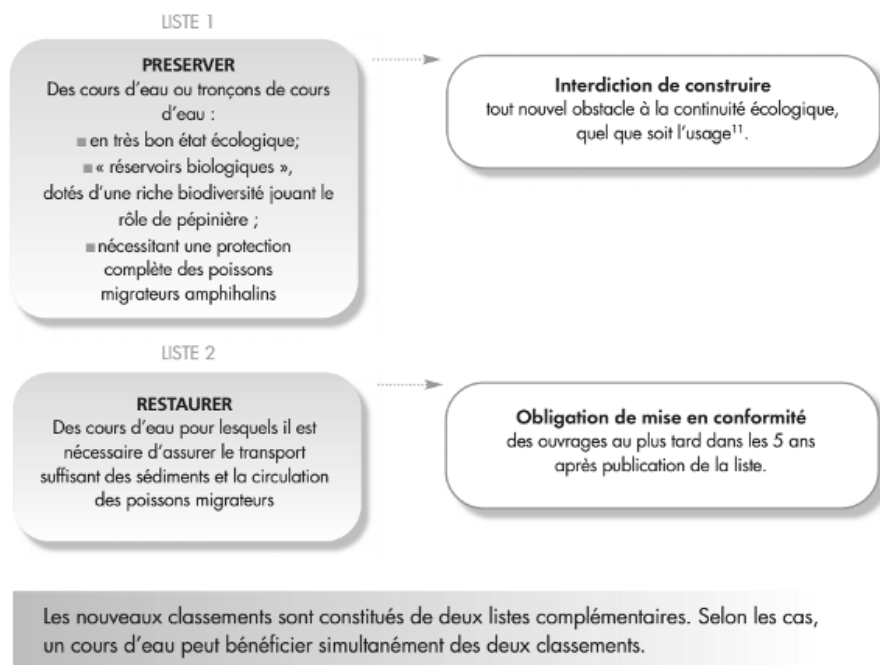 LISTE 1
PRESERVER
Des cours d'eau ou tronçons de cours
d'eau :
■ en très bon état écologique;
■ « réservoirs biologiques »,
dotés d'une riche biodiversité jouant le
rôle de pépinière ;
■ nécessitant une protection
complète des poissons
migrateurs amphihalins
Interdiction de construire
tout nouvel obstacle à la continuité écologique,
quel que soit l'usage¹¹.
LISTE 2
RESTAURER
Des cours d'eau pour lesquels il est
nécessaire d'assurer le transport
suffisant des sédiments et la circulation
des poissons migrateurs
Obligation de mise en conformité
des ouvrages au plus tard dans les 5 ans
après publication de la liste.
Les nouveaux classements sont constitués de deux listes complémentaires. Selon les cas,
un cours d'eau peut bénéficier simultanément des deux classements.